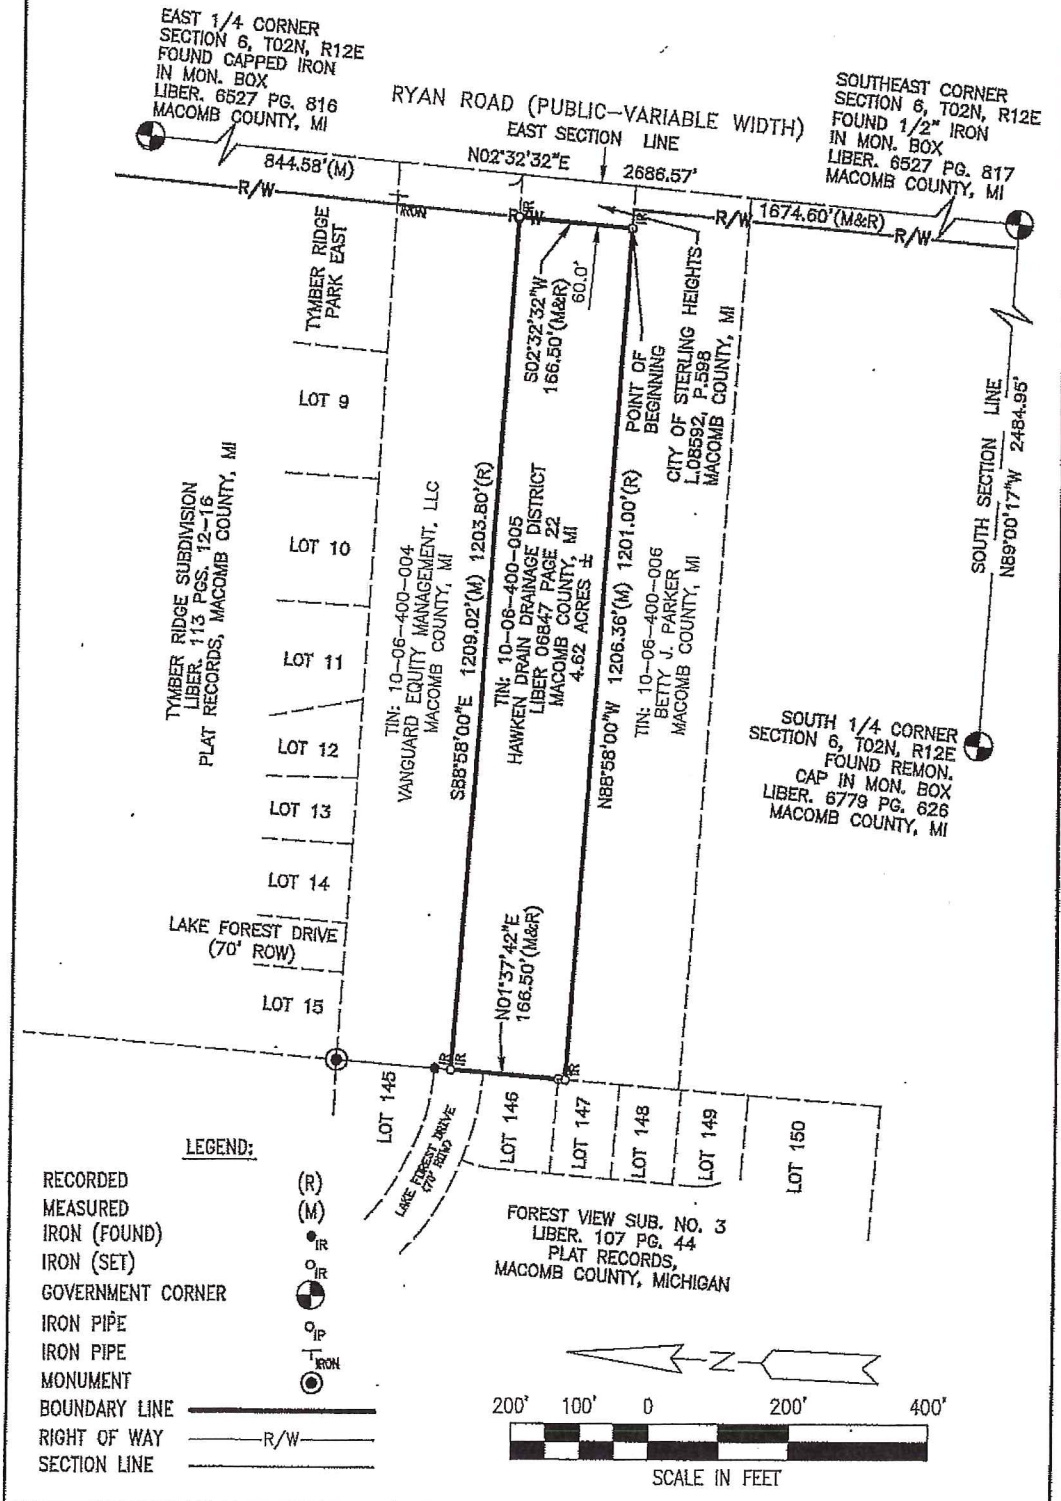 EAST 1/4 CORNER
SECTION 6, T02N, R12E
FOUND CAPPED IRON
IN MON. BOX
LIBER. 6527 PG. 816
MACOMB COUNTY, MI
RYAN ROAD (PUBLIC-VARIABLE WIDTH)
EAST SECTION LINE
SOUTHEAST CORNER
SECTION 6, T02N, R12E
FOUND 1/2" IRON
IN MON. BOX
LIBER. 6527 PG. 817
MACOMB COUNTY, MI
844.58'(M)
N02°32'32"E
2686.57'
R/W
IRON
R/W
IR
IR
R/W
1674.60'(M&R)
R/W
TYMBER RIDGE
PARK EAST
S02°32'32"W
166.50'(M&R)
60.0'
POINT OF
BEGINNING
CITY OF STERLING HEIGHTS
L.08592, P.598
MACOMB COUNTY, MI
SOUTH SECTION LINE
N89°00'17"W 2484.95'
LOT 9
LOT 10
LOT 11
LOT 12
LOT 13
LOT 14
LAKE FOREST DRIVE
(70' ROW)
LOT 15
TYMBER RIDGE SUBDIVISION
LIBER. 113 PGS. 12-16
PLAT RECORDS, MACOMB COUNTY, MI
TIN: 10-06-400-004
VANGUARD EQUITY MANAGEMENT, LLC
MACOMB COUNTY, MI
S88°58'00"E 1209.02'(M) 1203.80'(R)
TIN: 10-06-400-005
HAWKEN DRAIN DRAINAGE DISTRICT
LIBER 06847 PAGE 22
MACOMB COUNTY, MI
4.62 ACRES ±
N88°58'00"W 1206.36'(M) 1201.00'(R)
TIN: 10-06-400-006
BETTY J. PARKER
MACOMB COUNTY, MI
SOUTH 1/4 CORNER
SECTION 6, T02N, R12E
FOUND REMON.
CAP IN MON. BOX
LIBER. 6779 PG. 626
MACOMB COUNTY, MI
N01°37'42"E
166.50'(M&R)
IR
IR
IR
LOT 145
LAKE FOREST DRIVE
(70' ROW)
LOT 146
LOT 147
LOT 148
LOT 149
LOT 150
FOREST VIEW SUB. NO. 3
LIBER. 107 PG. 44
PLAT RECORDS,
MACOMB COUNTY, MICHIGAN
LEGEND:
RECORDED (R)
MEASURED (M)
IRON (FOUND) IR
IRON (SET) IR
GOVERNMENT CORNER
IRON PIPE IP
IRON PIPE IRON
MONUMENT
BOUNDARY LINE
RIGHT OF WAY R/W
SECTION LINE
N
200' 100' 0 200' 400'
SCALE IN FEET